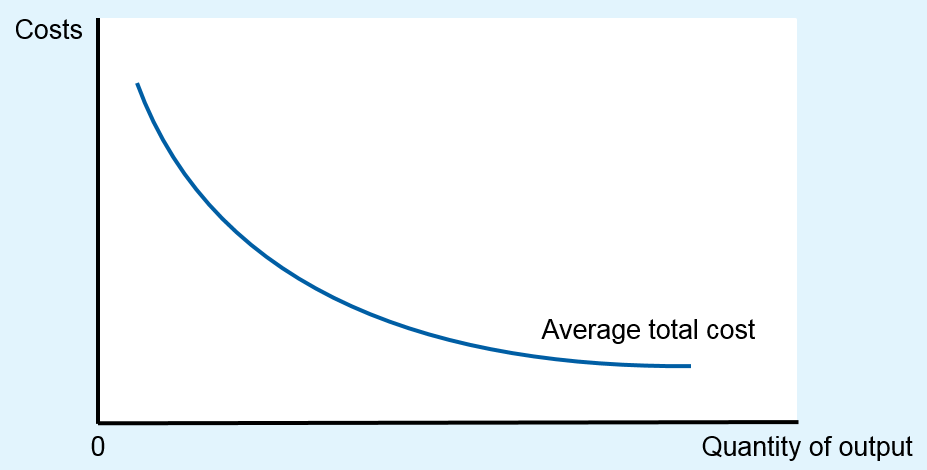 Costs
Average total cost
0
Quantity of output